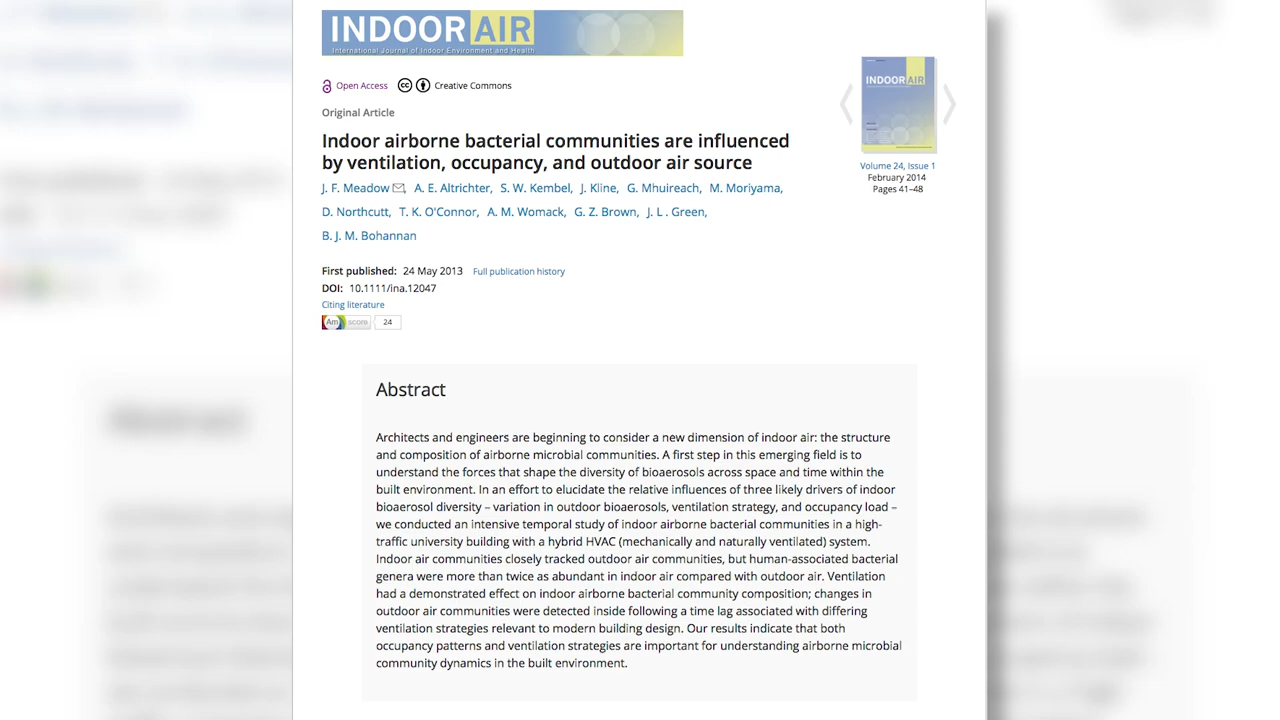 INDOOR AIR
International Journal of Indoor Environment and Health
Open Access
Creative Commons
Original Article
Indoor airborne bacterial communities are influenced
by ventilation, occupancy, and outdoor air source
J. F. Meadow A. E. Altrichter, S. W. Kembel, J. Kline, G. Mhuireach, M. Moriyama,
D. Northcutt, T. K. O'Connor, A. M. Womack, G. Z. Brown, J. L . Green,
B. J. M. Bohannan
First published: 24 May 2013 Full publication history
DOI: 10.1111/ina.12047
Citing literature
Am score 24
INDOOR AIR
Volume 24, Issue 1
February 2014
Pages 41–48
Abstract
Architects and engineers are beginning to consider a new dimension of indoor air: the structure
and composition of airborne microbial communities. A first step in this emerging field is to
understand the forces that shape the diversity of bioaerosols across space and time within the
built environment. In an effort to elucidate the relative influences of three likely drivers of indoor
bioaerosol diversity – variation in outdoor bioaerosols, ventilation strategy, and occupancy load –
we conducted an intensive temporal study of indoor airborne bacterial communities in a high-
traffic university building with a hybrid HVAC (mechanically and naturally ventilated) system.
Indoor air communities closely tracked outdoor air communities, but human-associated bacterial
genera were more than twice as abundant in indoor air compared with outdoor air. Ventilation
had a demonstrated effect on indoor airborne bacterial community composition; changes in
outdoor air communities were detected inside following a time lag associated with differing
ventilation strategies relevant to modern building design. Our results indicate that both
occupancy patterns and ventilation strategies are important for understanding airborne microbial
community dynamics in the built environment.